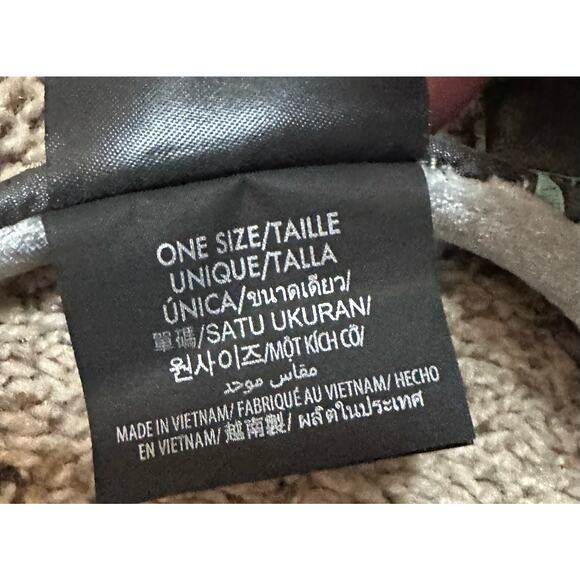 ONE SIZE/TAILLE
UNIQUE/TALLA
ÚNICA/ขนาดเดียว/
單碼/SATU UKURAN/
원사이즈/MỘT KÍCH CỠ/
مقاس موحد
MADE IN VIETNAM/ FABRIQUÉ AU VIETNAM/ HECHO
EN VIETNAM/ 越南製/ ผลิตในประเทศ